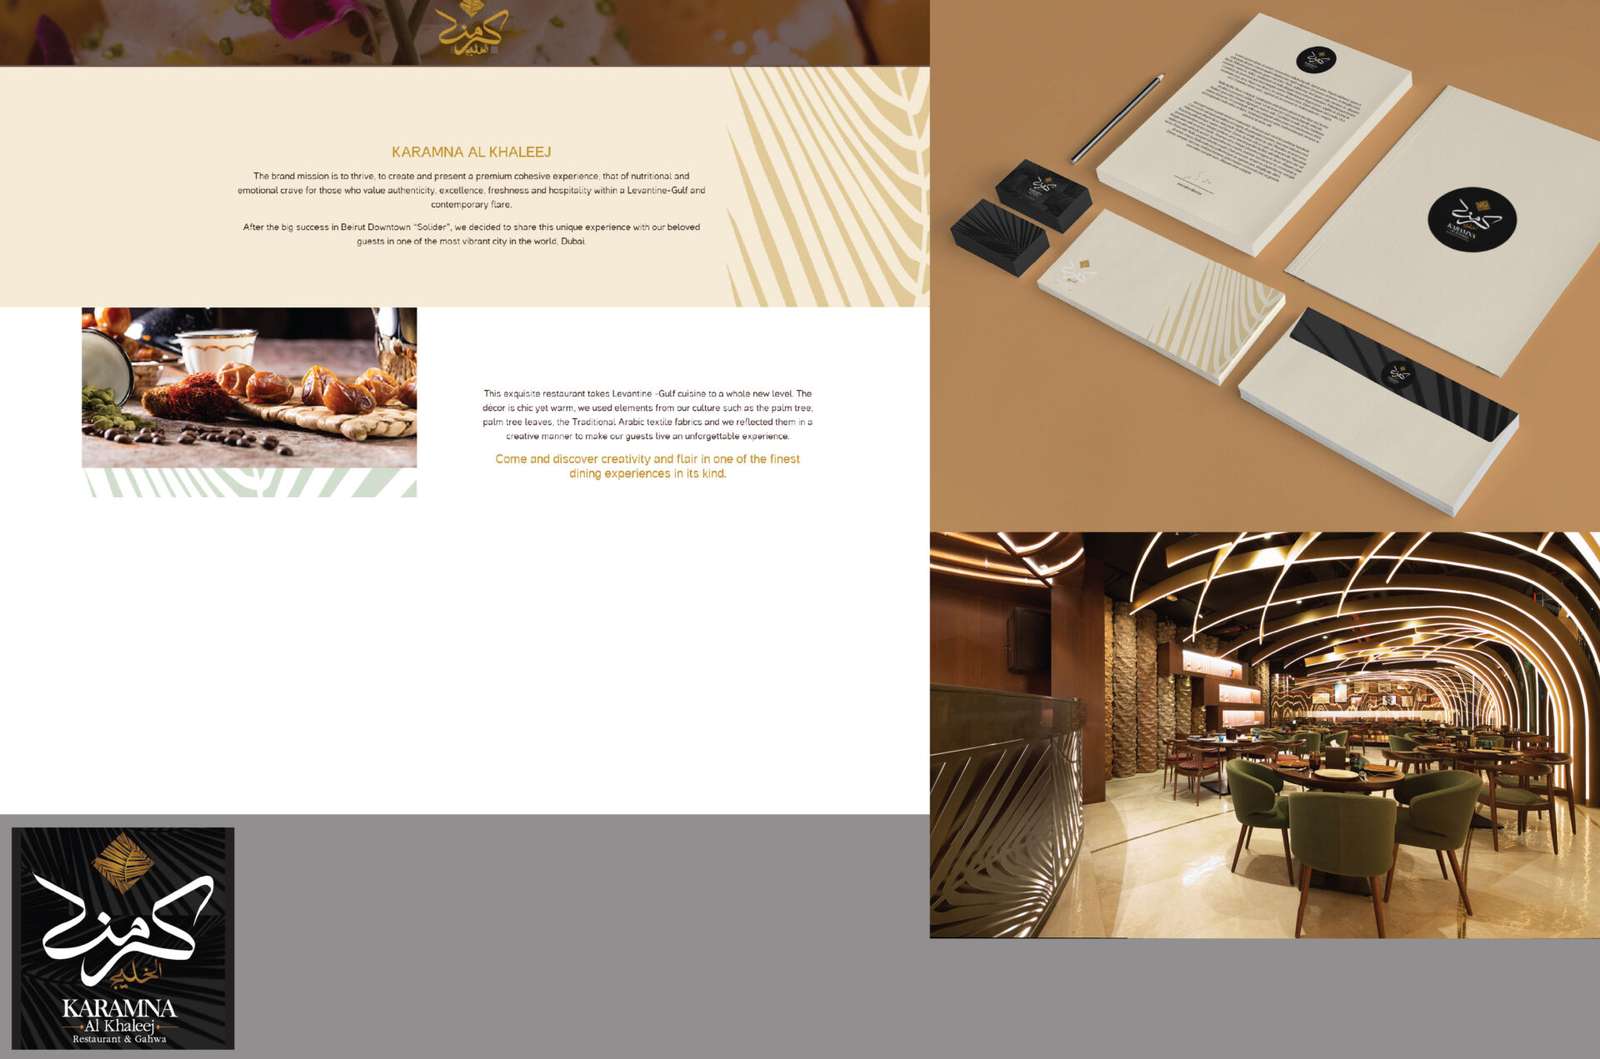 كرمنا
الخليج
KARAMNA AL KHALEEJ
The brand mission is to thrive, to create and present a premium cohesive experience; that of nutritional and
emotional crave for those who value authenticity, excellence, freshness and hospitality within a Levantine-Gulf and
contemporary flare.
After the big success in Beirut Downtown “Solider”, we decided to share this unique experience with our beloved
guests in one of the most vibrant city in the world, Dubai.
This exquisite restaurant takes Levantine -Gulf cuisine to a whole new level. The
décor is chic yet warm, we used elements from our culture such as the palm tree,
palm tree leaves, the Traditional Arabic textile fabrics and we reflected them in a
creative manner to make our guests live an unforgettable experience.
Come and discover creativity and flair in one of the finest
dining experiences in its kind.
كرمنا
KARAMNA
كرمنا
الخليج
KARAMNA
Al Khaleej
Restaurant & Gahwa